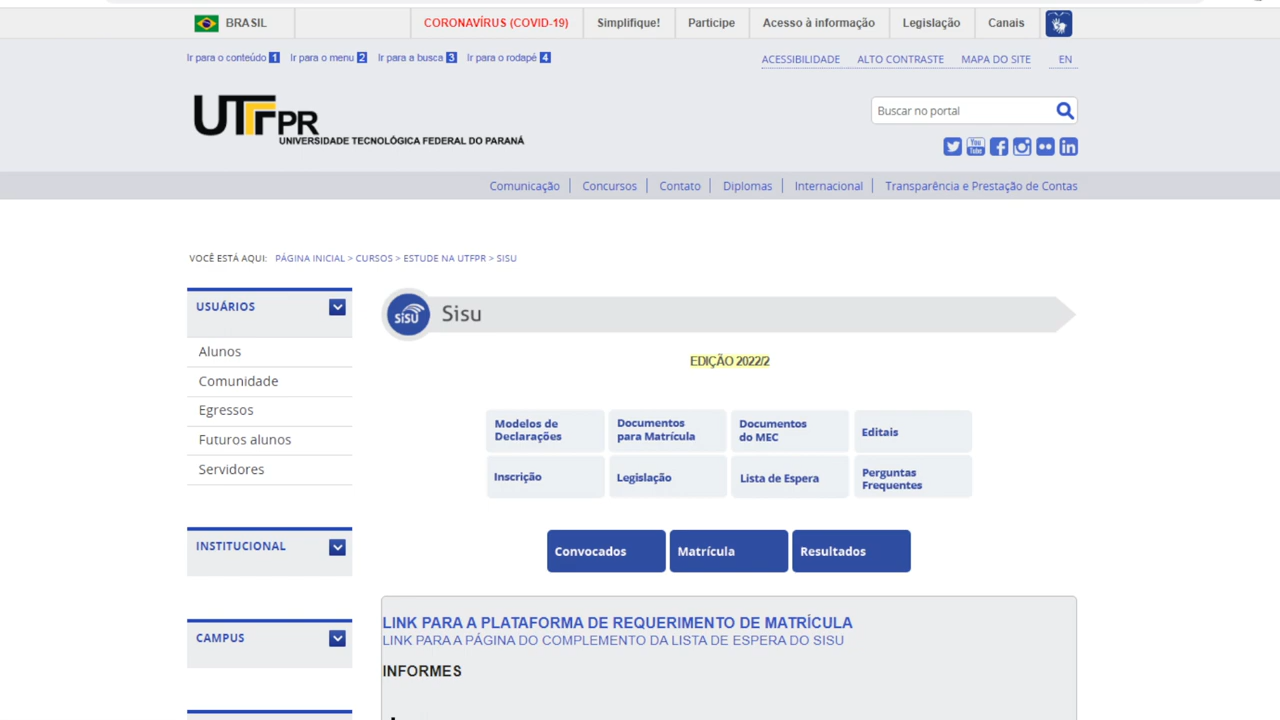 BRASIL
CORONAVÍRUS (COVID-19)
Simplifique!
Participe
Acesso à informação
Legislação
Canais
Ir para o conteúdo 1
Ir para o menu 2
Ir para a busca 3
Ir para o rodapé 4
ACESSIBILIDADE
ALTO CONTRASTE
MAPA DO SITE
EN
UTFPR
UNIVERSIDADE TECNOLÓGICA FEDERAL DO PARANÁ
Buscar no portal
You Tube
in
Comunicação
Concursos
Contato
Diplomas
Internacional
Transparência e Prestação de Contas
VOCÊ ESTÁ AQUI: PÁGINA INICIAL > CURSOS > ESTUDE NA UTFPR > SISU
USUÁRIOS
Alunos
Comunidade
Egressos
Futuros alunos
Servidores
INSTITUCIONAL
CAMPUS
sisu
Sisu
EDIÇÃO 2022/2
Modelos de
Declarações
Documentos
para Matrícula
Documentos
do MEC
Editais
Inscrição
Legislação
Lista de Espera
Perguntas
Frequentes
Convocados
Matrícula
Resultados
LINK PARA A PLATAFORMA DE REQUERIMENTO DE MATRÍCULA
LINK PARA A PÁGINA DO COMPLEMENTO DA LISTA DE ESPERA DO SISU
INFORMES